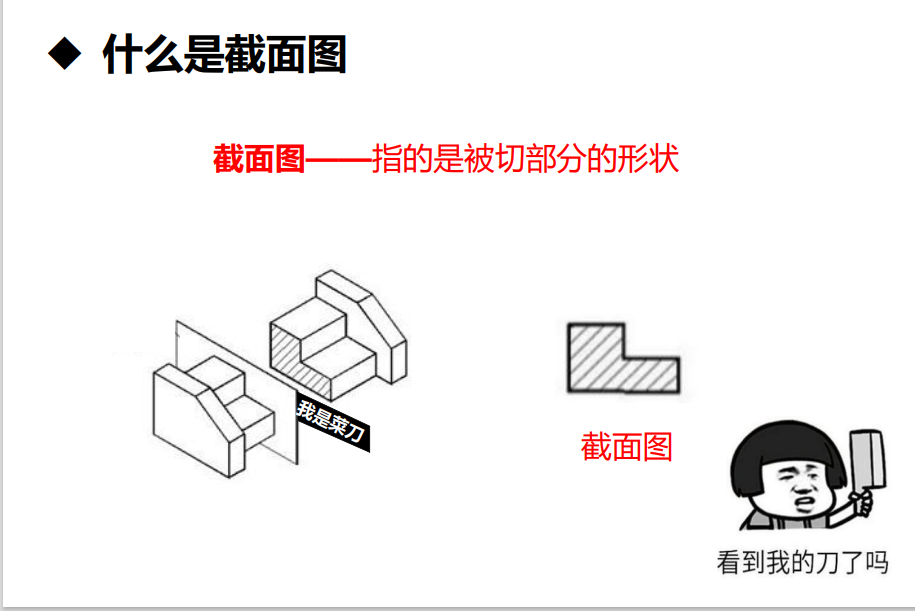 ◆ 什么是截面图
截面图——指的是被切部分的形状
我是菜刀
截面图
看到我的刀了吗